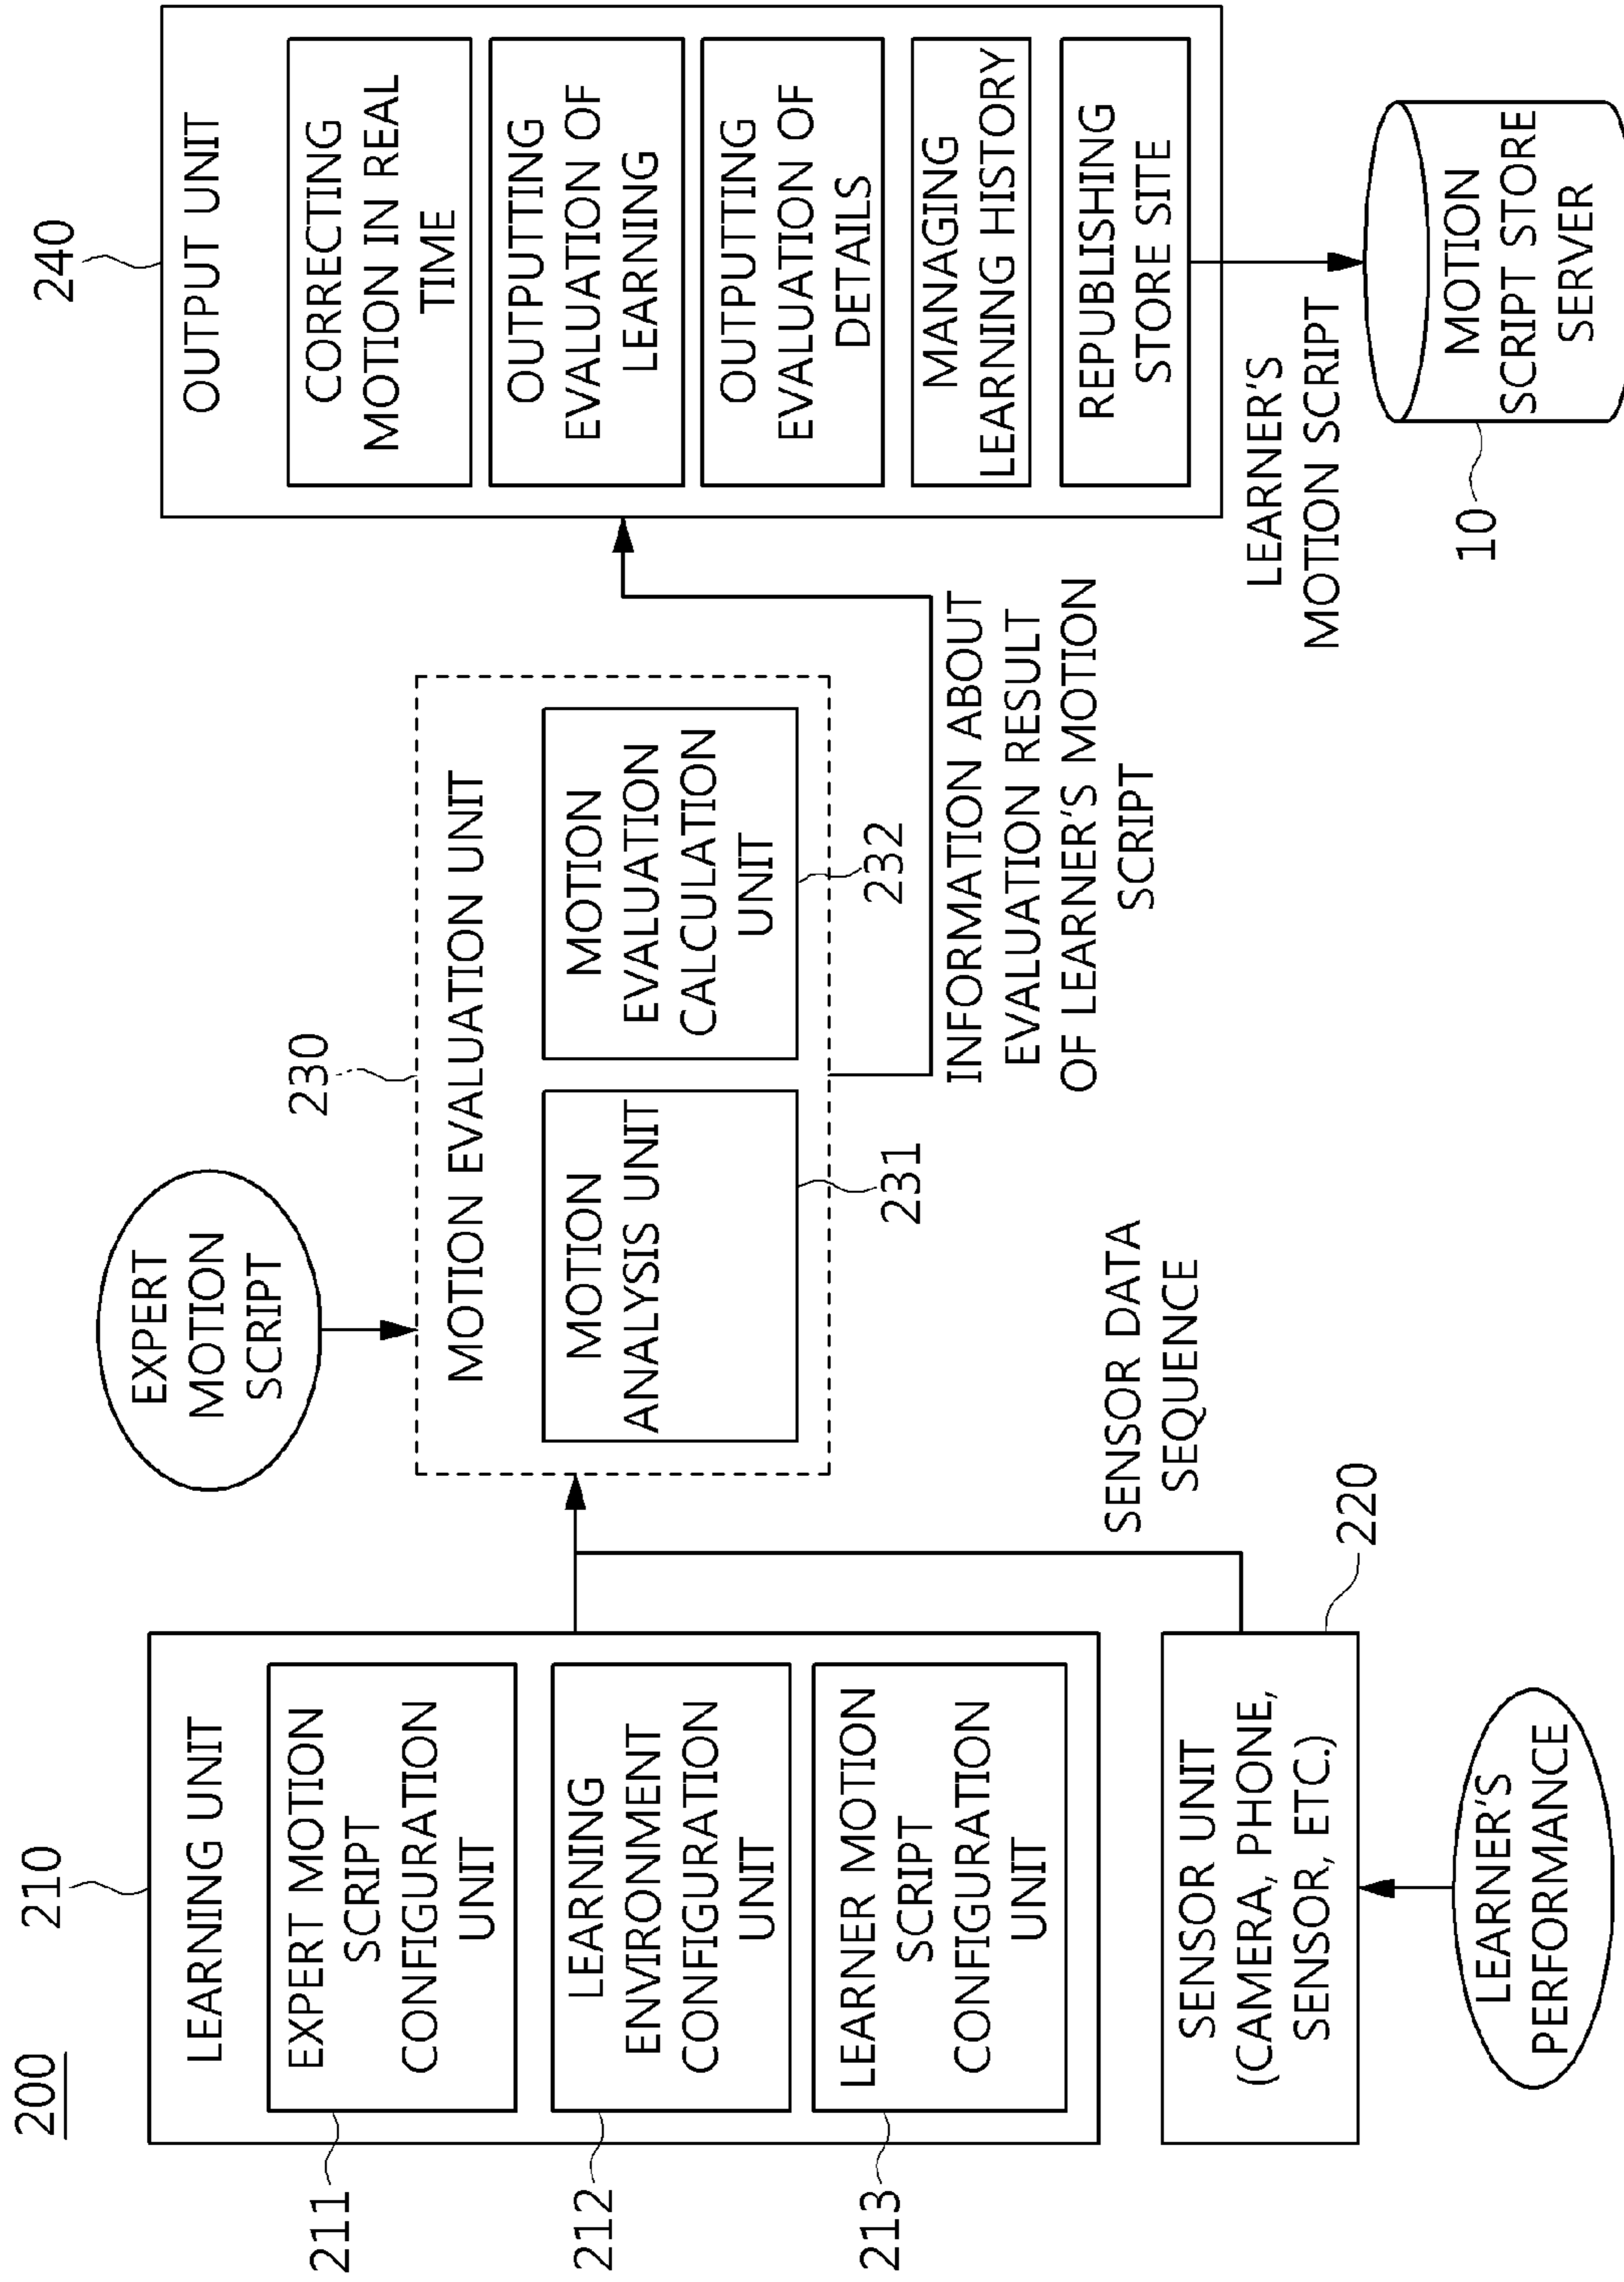 200
210
LEARNING UNIT
211
EXPERT MOTION
SCRIPT
CONFIGURATION
UNIT
212
LEARNING
ENVIRONMENT
CONFIGURATION
UNIT
213
LEARNER MOTION
SCRIPT
CONFIGURATION
UNIT
SENSOR UNIT
(CAMERA, PHONE,
SENSOR, ETC.)
220
LEARNER'S
PERFORMANCE
SENSOR DATA
SEQUENCE
EXPERT
MOTION
SCRIPT
230
MOTION EVALUATION UNIT
MOTION
ANALYSIS UNIT
231
MOTION
EVALUATION
CALCULATION
UNIT
232
INFORMATION ABOUT
EVALUATION RESULT
OF LEARNER'S MOTION
SCRIPT
240
OUTPUT UNIT
CORRECTING
MOTION IN REAL
TIME
OUTPUTTING
EVALUATION OF
LEARNING
OUTPUTTING
EVALUATION OF
DETAILS
MANAGING
LEARNING HISTORY
REPUBLISHING
STORE SITE
LEARNER'S
MOTION SCRIPT
10
MOTION
SCRIPT STORE
SERVER